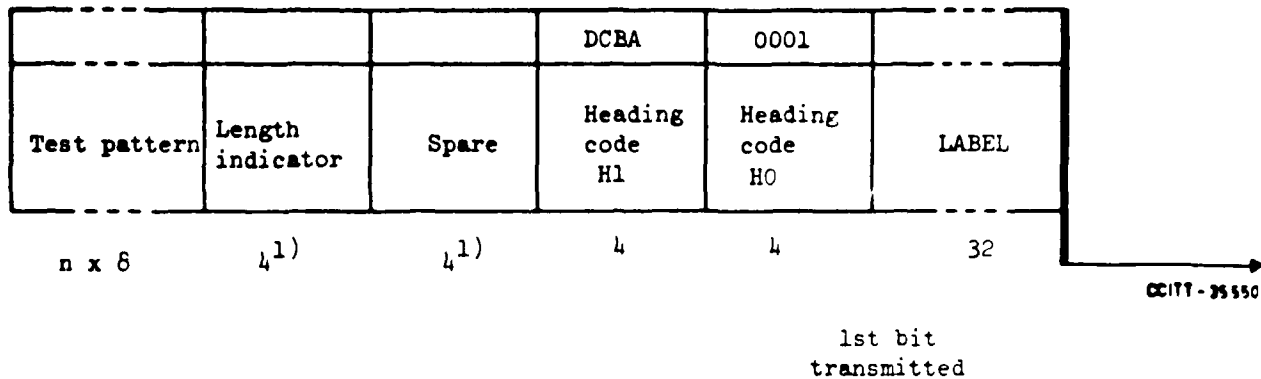 DCBA 0001
Test pattern Length indicator Spare Heading code H1 Heading code H0 LABEL
n x 8 4 1) 4 1) 4 4 32
CCITT-35550
1st bit
transmitted